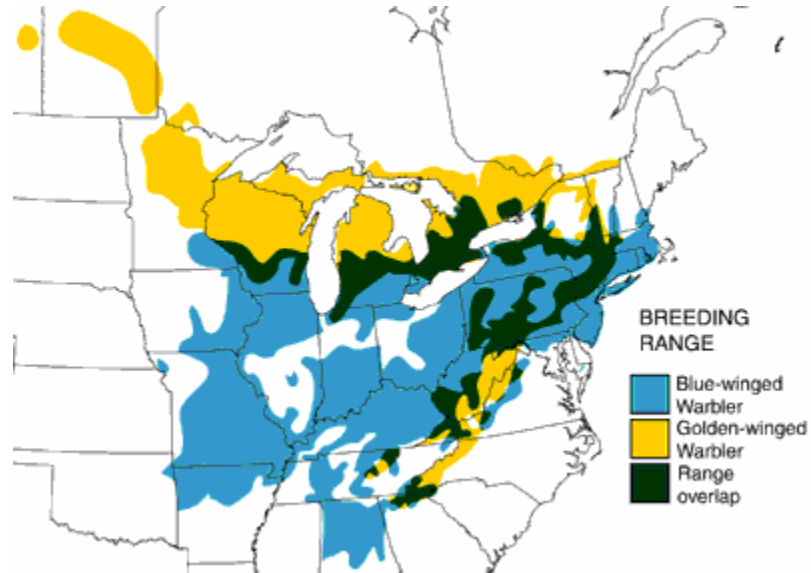 BREEDING
RANGE
Blue-winged
Warbler
Golden-winged
Warbler
Range
overlap